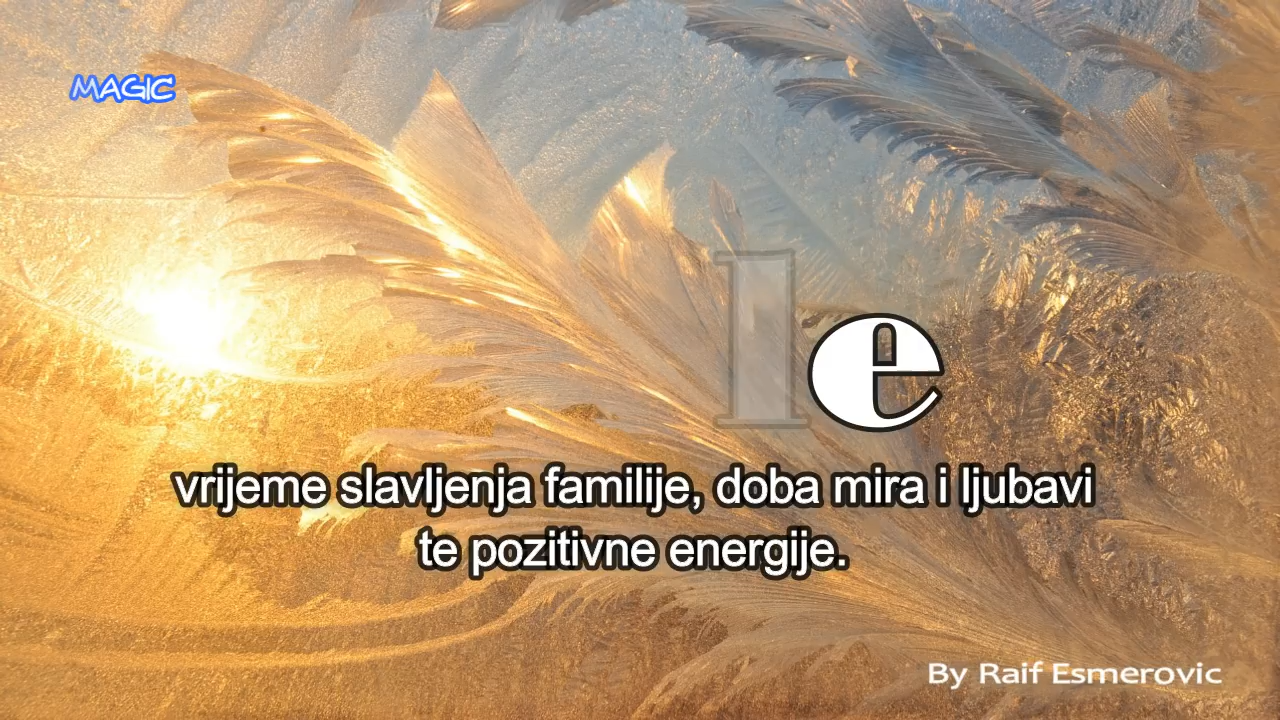 MAGIC
le
vrijeme slavljenja familije, doba mira i ljubavi
te pozitivne energije.
By Raif Esmerovic